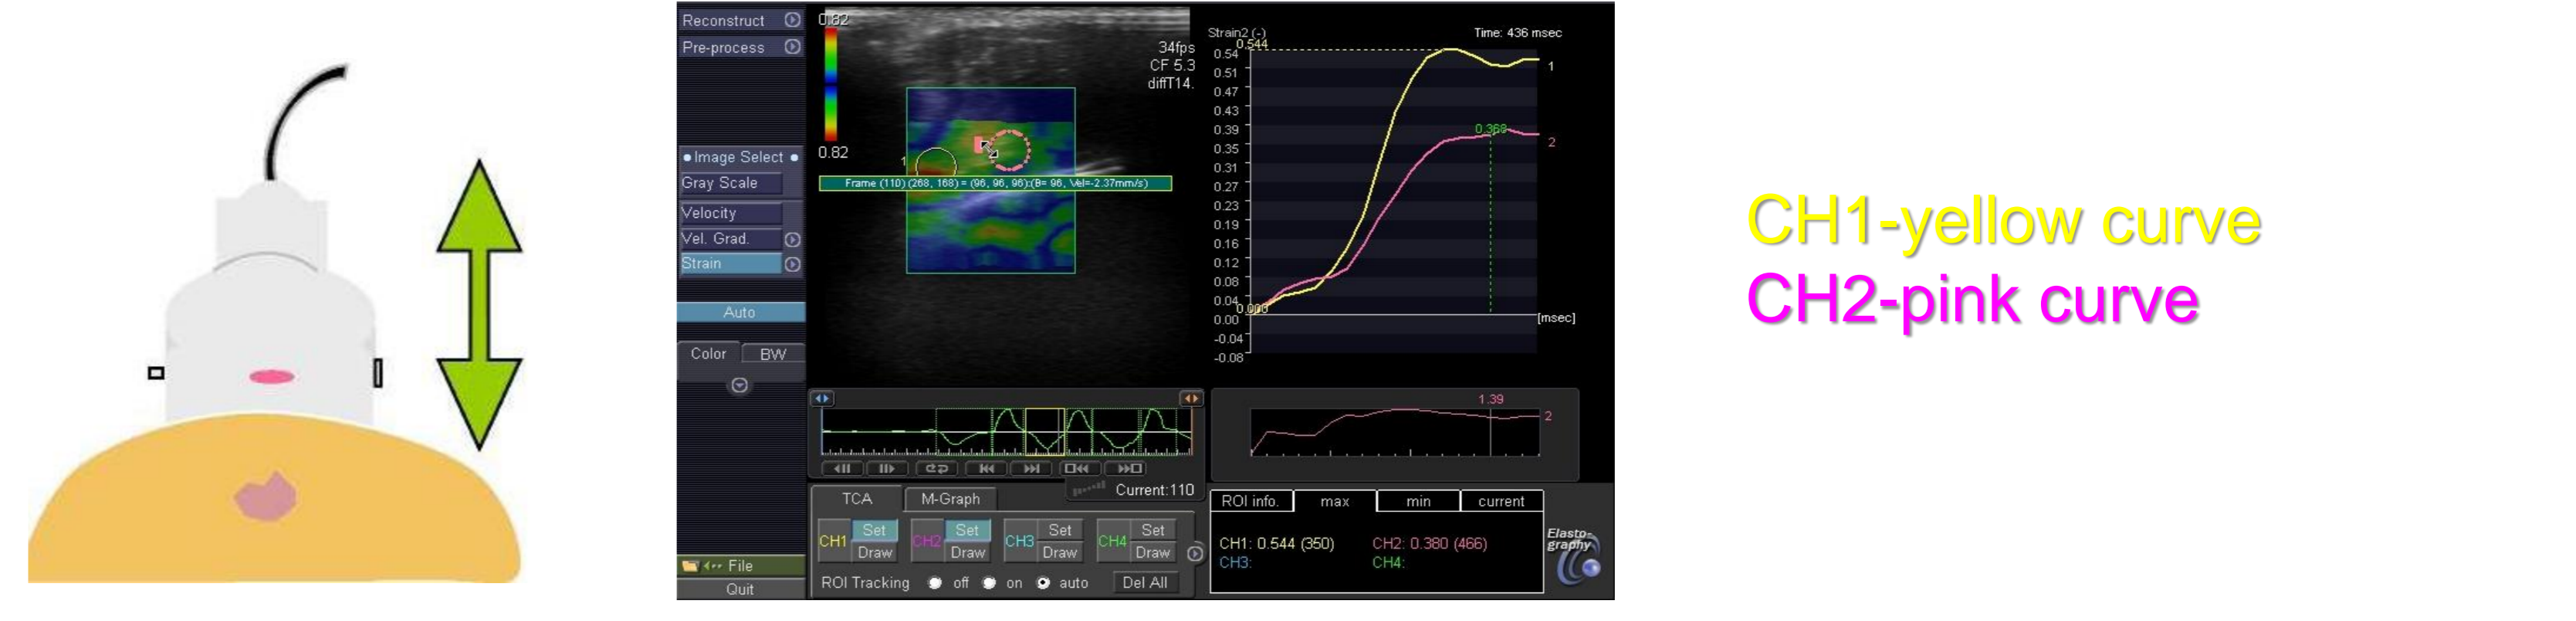 Reconstruct
Pre-process
Image Select
Gray Scale
Velocity
Vel. Grad.
Strain
Auto
Color BW
File
Quit
0.82
0.82
34fps
CF 5.3
diffT14.
1
Frame (110) (268, 168) = (96, 96, 96):(B= 96, Vel=-2.37mm/s)
Strain2 (-)
Time: 436 msec
0.544
0.54
0.51
0.47
0.43
0.39
0.35
0.31
0.27
0.23
0.19
0.16
0.12
0.08
0.04
0.000
0.00
-0.04
-0.08
1
0.368
2
[msec]
1.39
2
Current:110
TCA M-Graph
CH1 Set Draw
CH2 Set Draw
CH3 Set Draw
CH4 Set Draw
ROI Tracking off on auto Del All
ROI info. max min current
CH1: 0.544 (350) CH2: 0.380 (466)
CH3: CH4:
Elasto-
graphy
CH1-yellow curve
CH2-pink curve